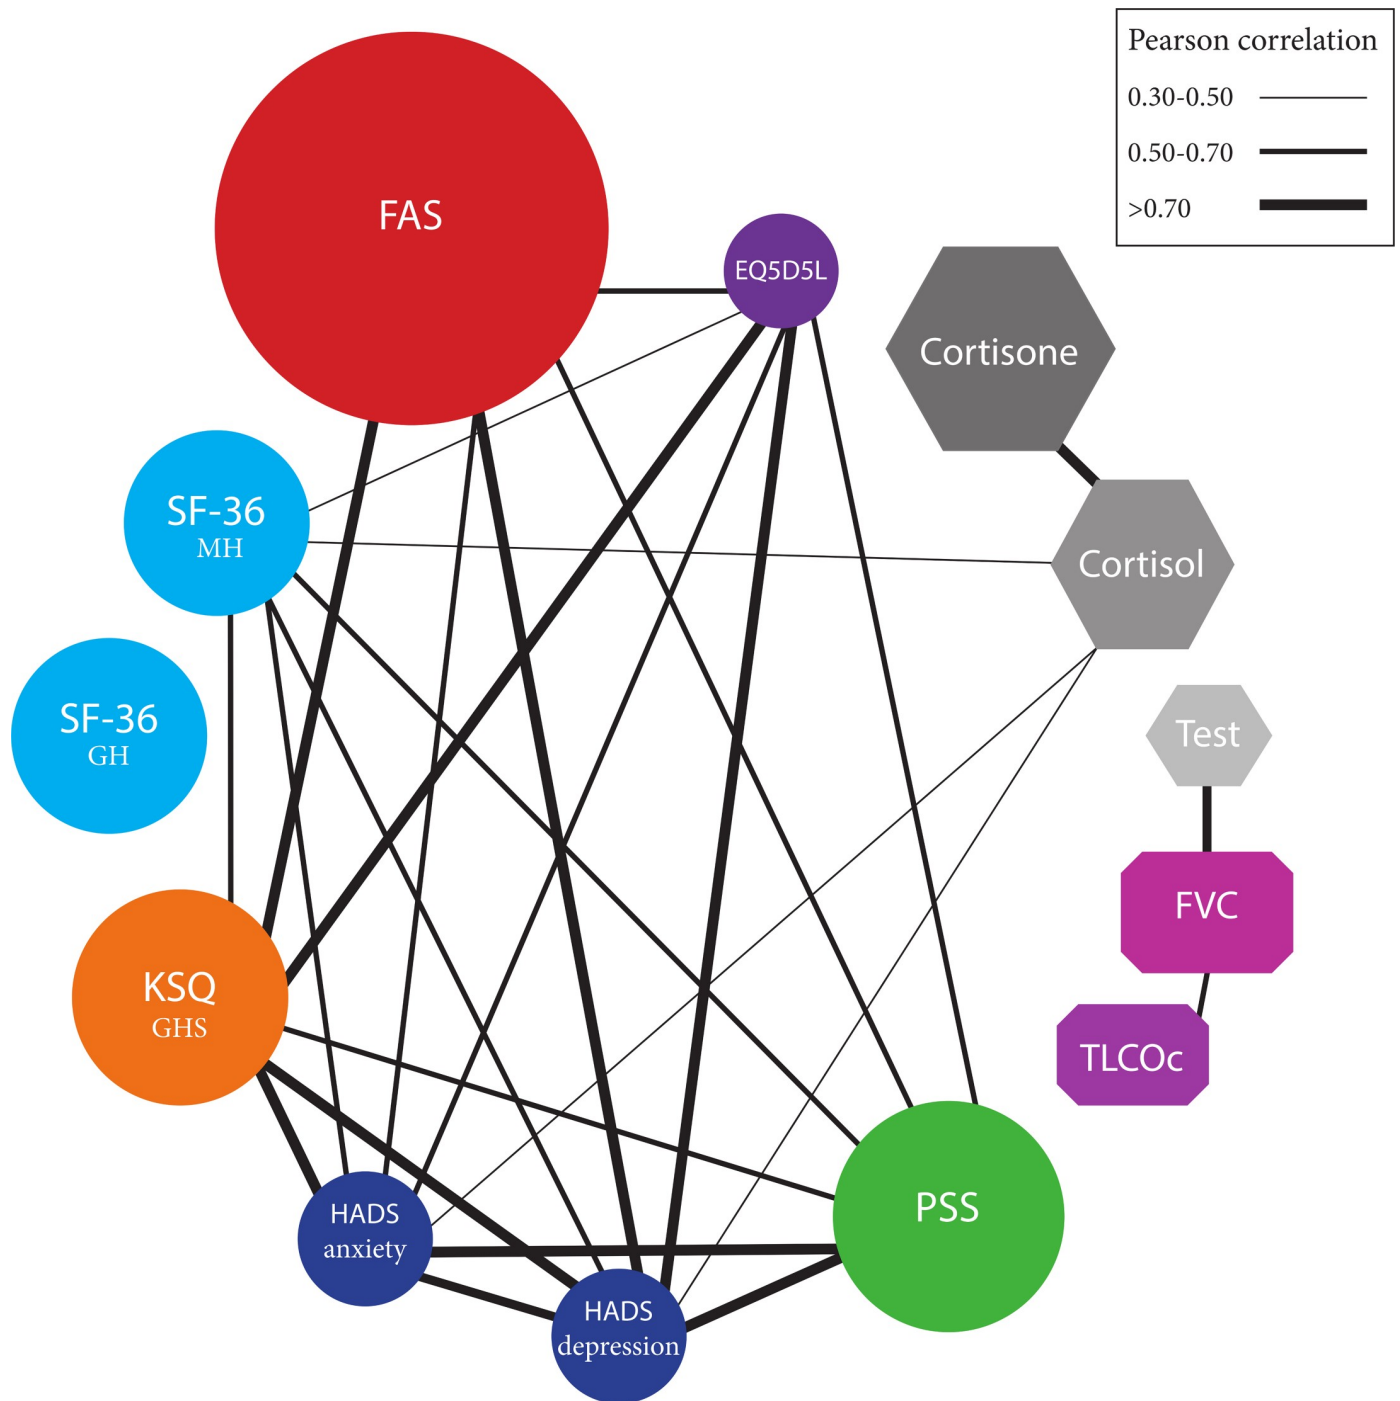 Pearson correlation
0.30-0.50
0.50-0.70
>0.70
FAS
EQ5D5L
Cortisone
SF-36
MH
Cortisol
SF-36
GH
Test
FVC
KSQ
GHS
TLCOc
HADS
anxiety
PSS
HADS
depression